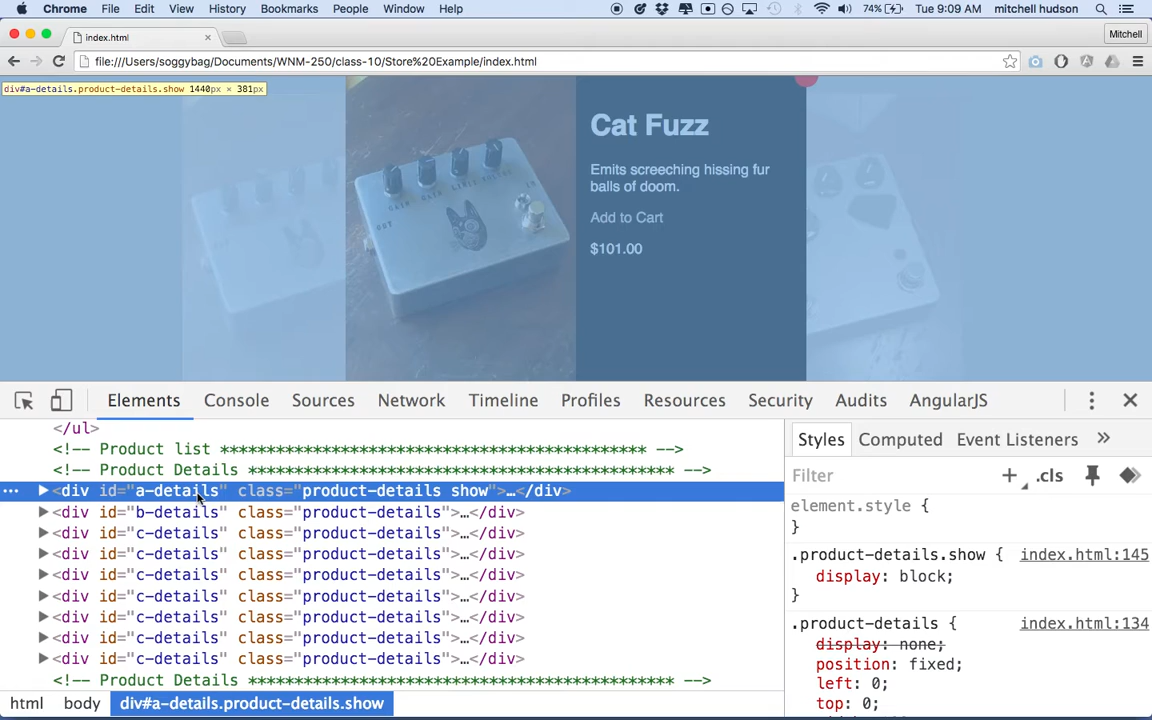 Chrome File Edit View History Bookmarks People Window Help 74% Tue 9:09 AM mitchell hudson
index.html × Mitchell
file:///Users/soggybag/Documents/WNM-250/class-10/Store%20Example/index.html
div#a-details.product-details.show 1440px × 381px
Cat Fuzz
Emits screeching hissing fur
balls of doom.
Add to Cart
$101.00
OUT
IN
Elements Console Sources Network Timeline Profiles Resources Security Audits AngularJS
</ul>
<!-- Product list **************************************** -->
<!-- Product Details **************************************** -->
<div id="a-details" class="product-details show">…</div>
<div id="b-details" class="product-details">…</div>
<div id="c-details" class="product-details">…</div>
<div id="c-details" class="product-details">…</div>
<div id="c-details" class="product-details">…</div>
<div id="c-details" class="product-details">…</div>
<div id="c-details" class="product-details">…</div>
<div id="c-details" class="product-details">…</div>
<div id="c-details" class="product-details">…</div>
<!-- Product Details **************************************** -->
html body div#a-details.product-details.show
Styles Computed Event Listeners »
Filter + .cls
element.style {
}
.product-details.show { index.html:145
display: block;
}
.product-details { index.html:134
display: none;
position: fixed;
left: 0;
top: 0;